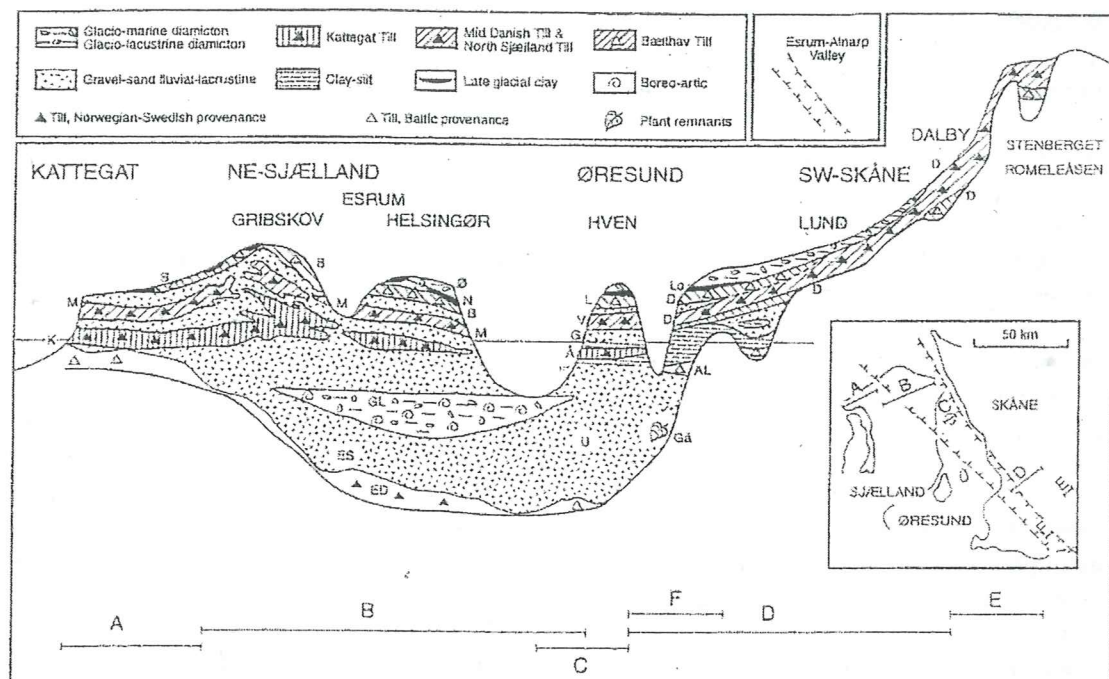 Glacio-marine diamicton
Glacio-lacustrine diamicton
Kattegat Till
Mid Danish Till &
North Sjælland Till
Bælthav Till
Gravel-sand fluvial-lacrustine
Clay-silt
Late glacial clay
Boreo-artic
Till, Norwegian-Swedish provenance
Till, Baltic provenance
Plant remnants
Esrum-Alnarp
Valley
KATTEGAT
NE-SJÆLLAND
ESRUM
GRIBSKOV
HELSINGØR
ØRESUND
HVEN
SW-SKÅNE
LUND
DALBY
STENBERGET
ROMELEÅSEN
D
D
D
S
S
M
K
M
Ø
N
B
M
L
V
G
Å
Lo
D
D
AL
GL
U
Gå
ES
ED
50 km
A
B
C
SKÅNE
D
E
F
SJÆLLAND
ØRESUND
A
B
C
F
D
E